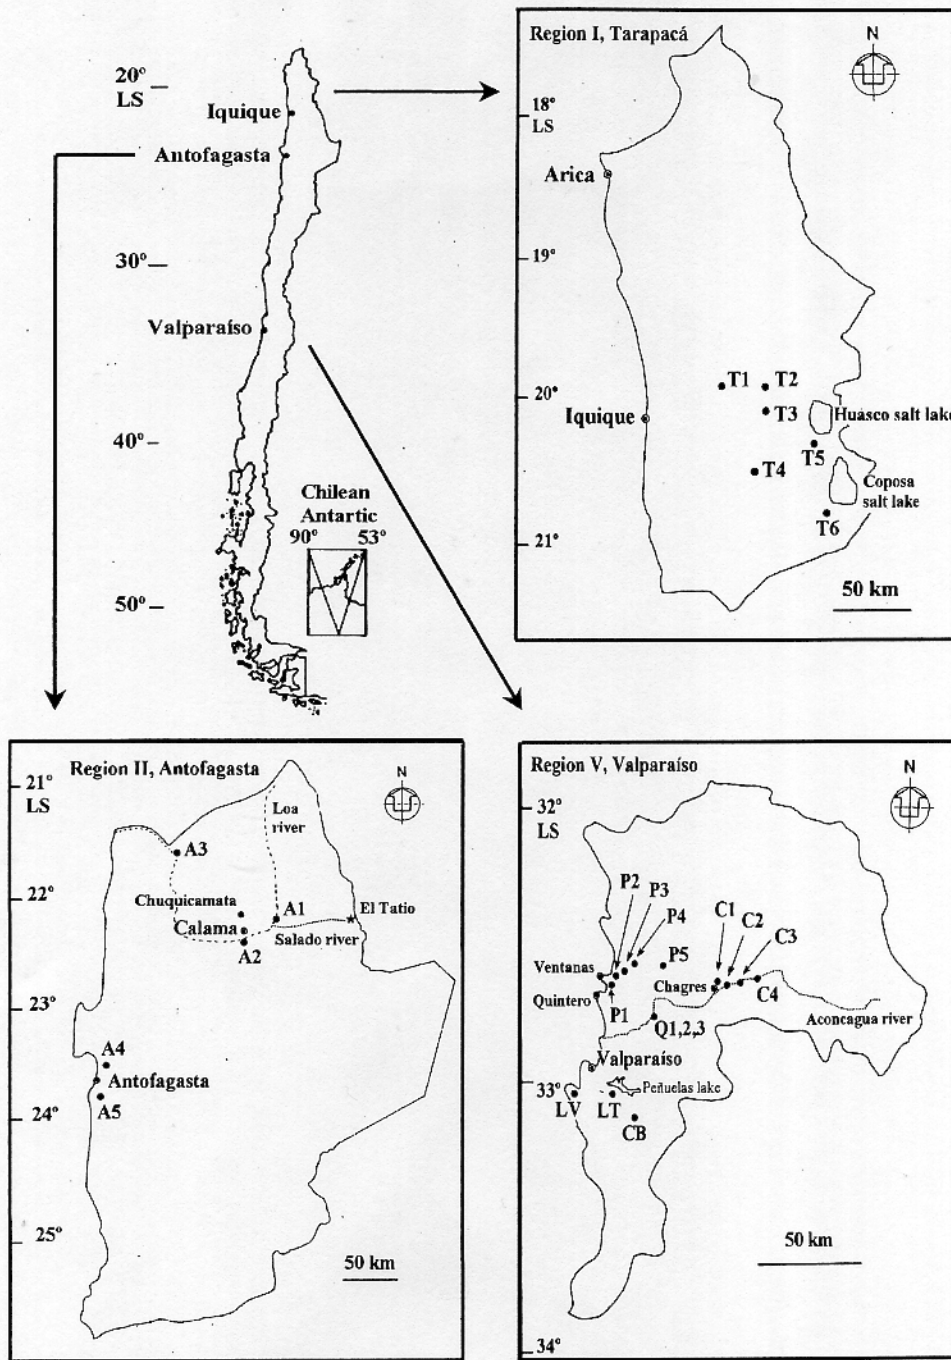 20°
LS
Iquique
Antofagasta
30°
Valparaíso
40°
50°
Chilean
Antartic
90° 53°
Region I, Tarapacá
N
18°
LS
Arica
19°
20°
Iquique
T1 T2
T3
Huasco salt lake
T5
T4
Coposa
salt lake
T6
21°
50 km
Region II, Antofagasta
N
21°
LS
Loa
river
A3
22°
Chuquicamata
A1
El Tatio
Calama
Salado river
A2
23°
A4
Antofagasta
A5
24°
25°
50 km
Region V, Valparaíso
N
32°
LS
P2
P3
P4
C1
C2
C3
P5
Ventanas
Chagres
C4
Quintero
P1
Q1,2,3
Aconcagua river
Valparaíso
33°
Peñuelas lake
LV LT
CB
50 km
34°